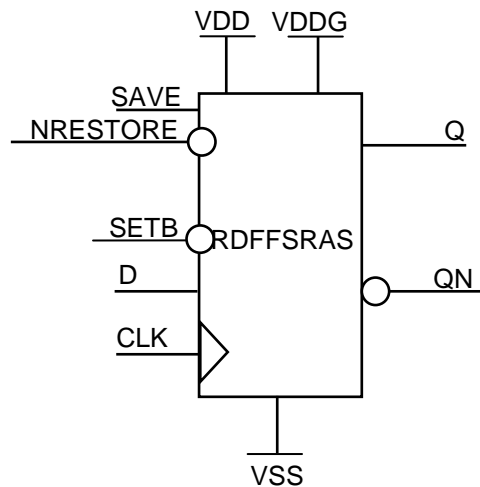 VDD VDDG
SAVE
NRESTORE
Q
SETB
RDFFSRAS
D
QN
CLK
VSS